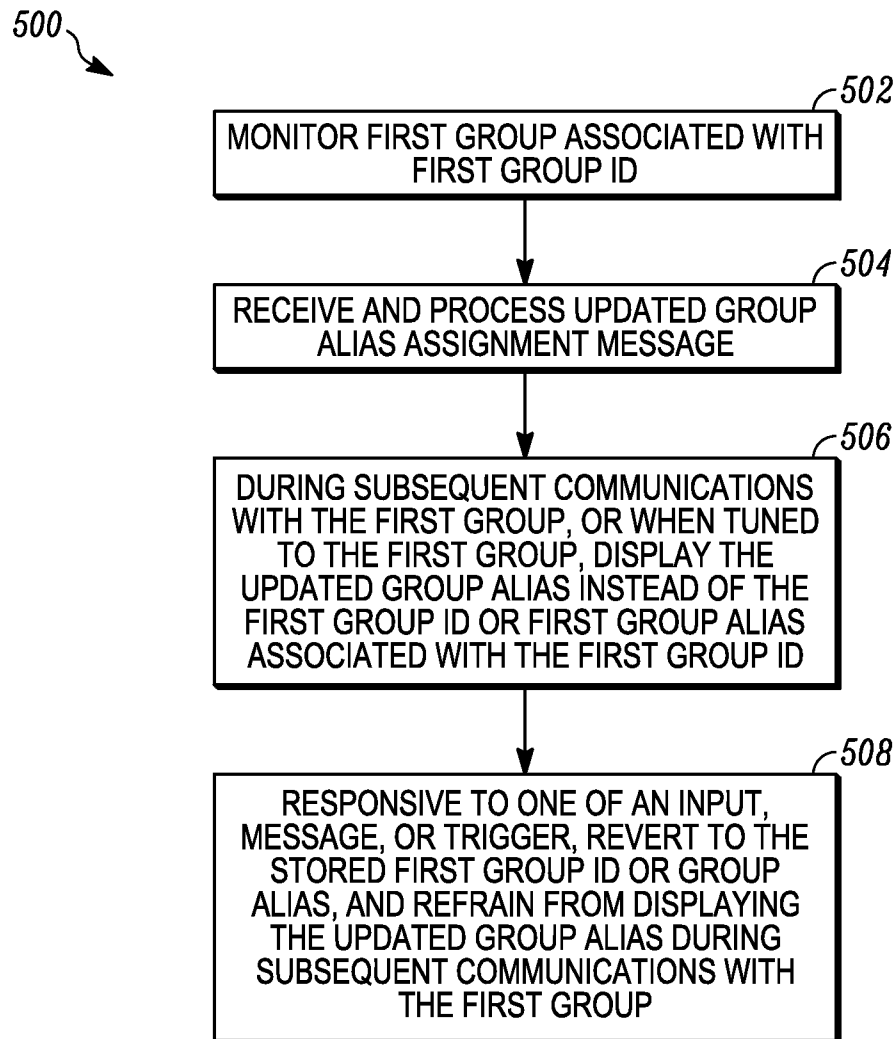 500
502
MONITOR FIRST GROUP ASSOCIATED WITH
FIRST GROUP ID
504
RECEIVE AND PROCESS UPDATED GROUP
ALIAS ASSIGNMENT MESSAGE
506
DURING SUBSEQUENT COMMUNICATIONS
WITH THE FIRST GROUP, OR WHEN TUNED
TO THE FIRST GROUP, DISPLAY THE
UPDATED GROUP ALIAS INSTEAD OF THE
FIRST GROUP ID OR FIRST GROUP ALIAS
ASSOCIATED WITH THE FIRST GROUP ID
508
RESPONSIVE TO ONE OF AN INPUT,
MESSAGE, OR TRIGGER, REVERT TO THE
STORED FIRST GROUP ID OR GROUP
ALIAS, AND REFRAIN FROM DISPLAYING
THE UPDATED GROUP ALIAS DURING
SUBSEQUENT COMMUNICATIONS WITH
THE FIRST GROUP